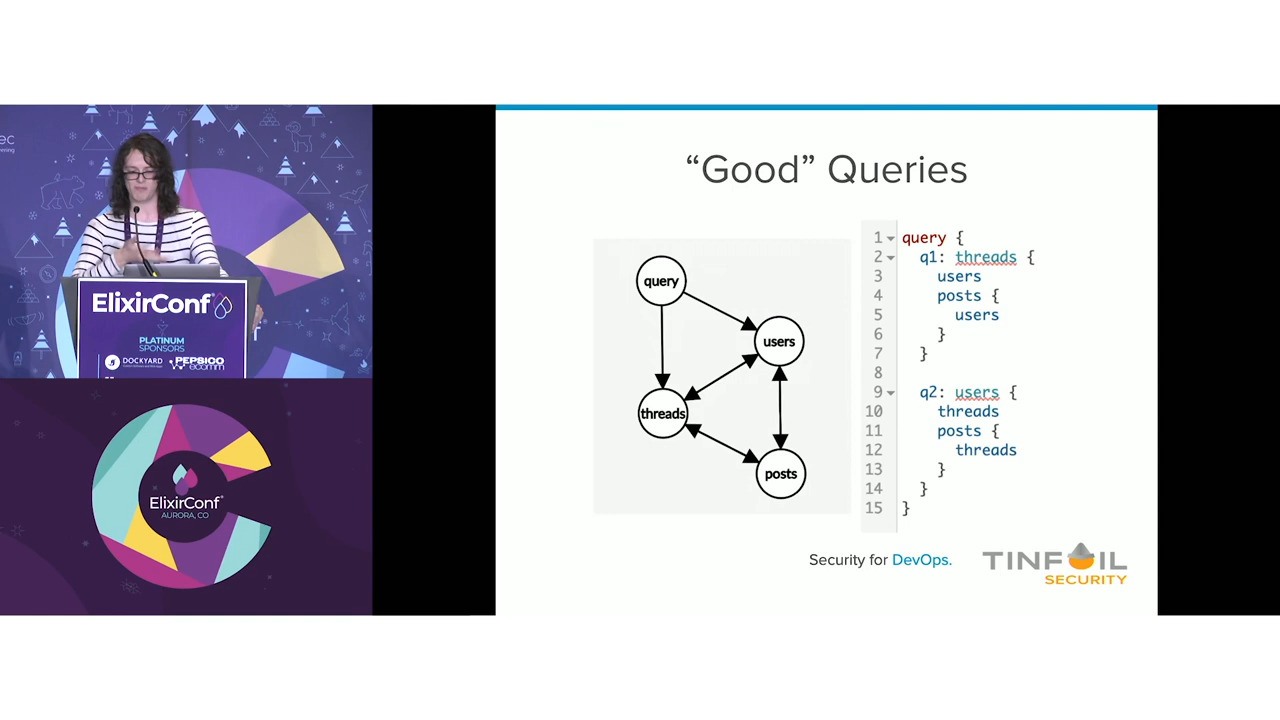 ec
ElixirConf
PLATINUM
SPONSORS
DOCKYARD
PEPSICO
ecomm
ElixirConf
AURORA, CO
“Good” Queries
query
users
threads
posts
1 query {
2 q1: threads {
3 users
4 posts {
5 users
6 }
7 }
8
9 q2: users {
10 threads
11 posts {
12 threads
13 }
14 }
15 }
Security for DevOps.
TINFOIL
SECURITY